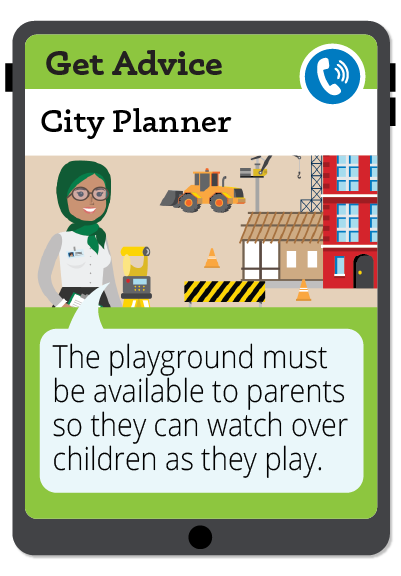 Get Advice
City Planner
The playground must
be available to parents
so they can watch over
children as they play.